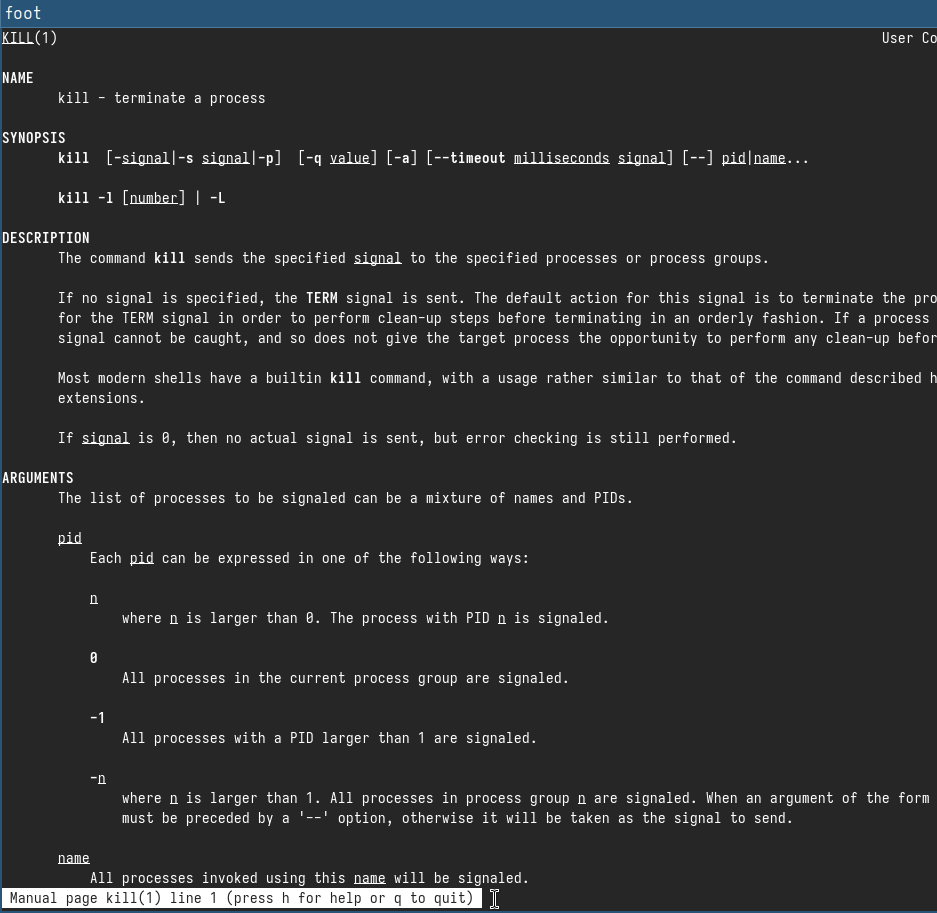 foot
KILL(1) User Co
NAME
kill - terminate a process
SYNOPSIS
kill [-signal|-s signal|-p] [-q value] [-a] [--timeout milliseconds signal] [--] pid|name...
kill -l [number] | -L
DESCRIPTION
The command kill sends the specified signal to the specified processes or process groups.
If no signal is specified, the TERM signal is sent. The default action for this signal is to terminate the pro
for the TERM signal in order to perform clean-up steps before terminating in an orderly fashion. If a process
signal cannot be caught, and so does not give the target process the opportunity to perform any clean-up befor
Most modern shells have a builtin kill command, with a usage rather similar to that of the command described h
extensions.
If signal is 0, then no actual signal is sent, but error checking is still performed.
ARGUMENTS
The list of processes to be signaled can be a mixture of names and PIDs.
pid
Each pid can be expressed in one of the following ways:
n
where n is larger than 0. The process with PID n is signaled.
0
All processes in the current process group are signaled.
-1
All processes with a PID larger than 1 are signaled.
-n
where n is larger than 1. All processes in process group n are signaled. When an argument of the form
must be preceded by a '--' option, otherwise it will be taken as the signal to send.
name
All processes invoked using this name will be signaled.
Manual page kill(1) line 1 (press h for help or q to quit)